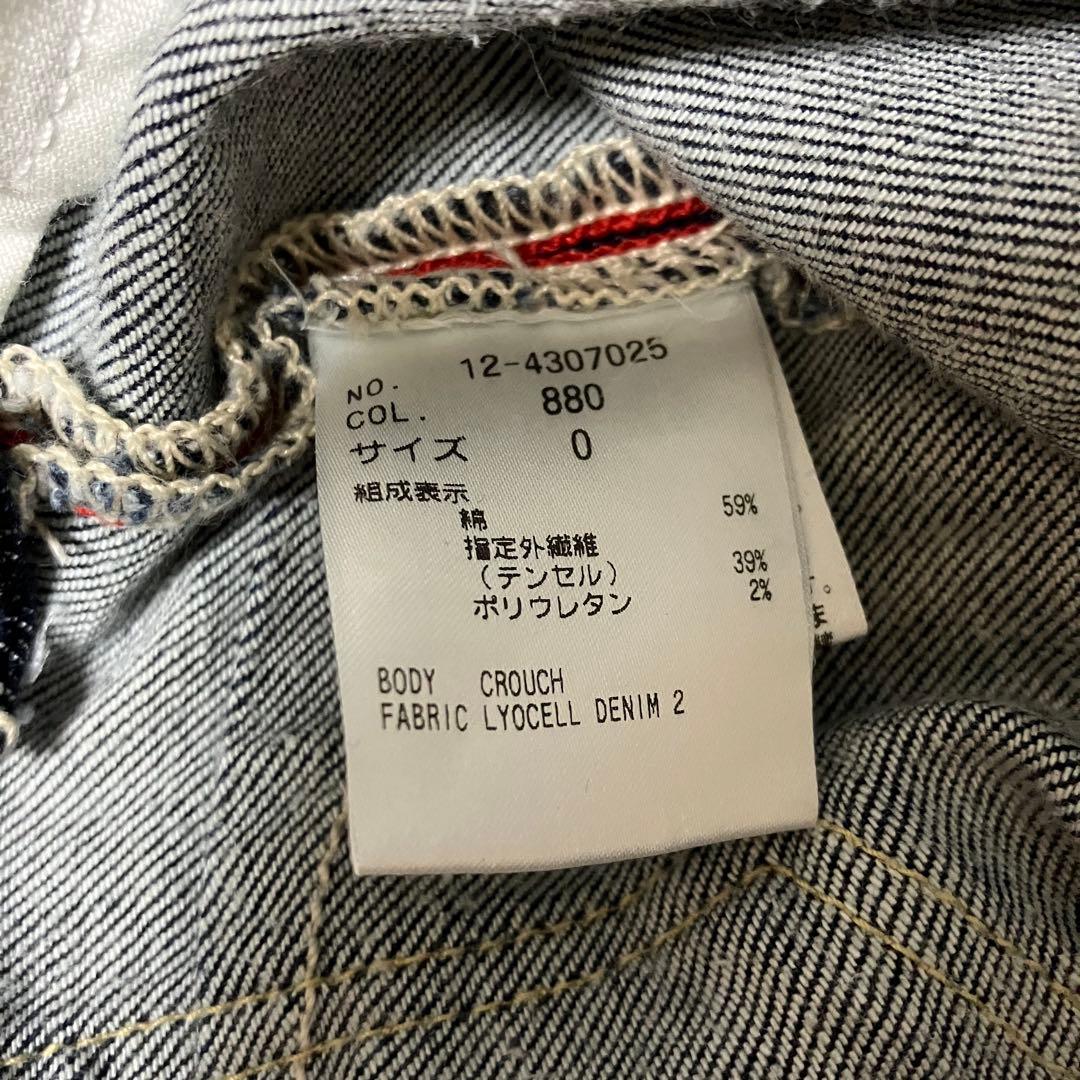 NO. 12-4307025
COL. 880
サイズ 0
組成表示
綿 59%
指定外繊維
(テンセル) 39%
ポリウレタン 2%
BODY CROUCH
FABRIC LYOCELL DENIM 2
す。
ま